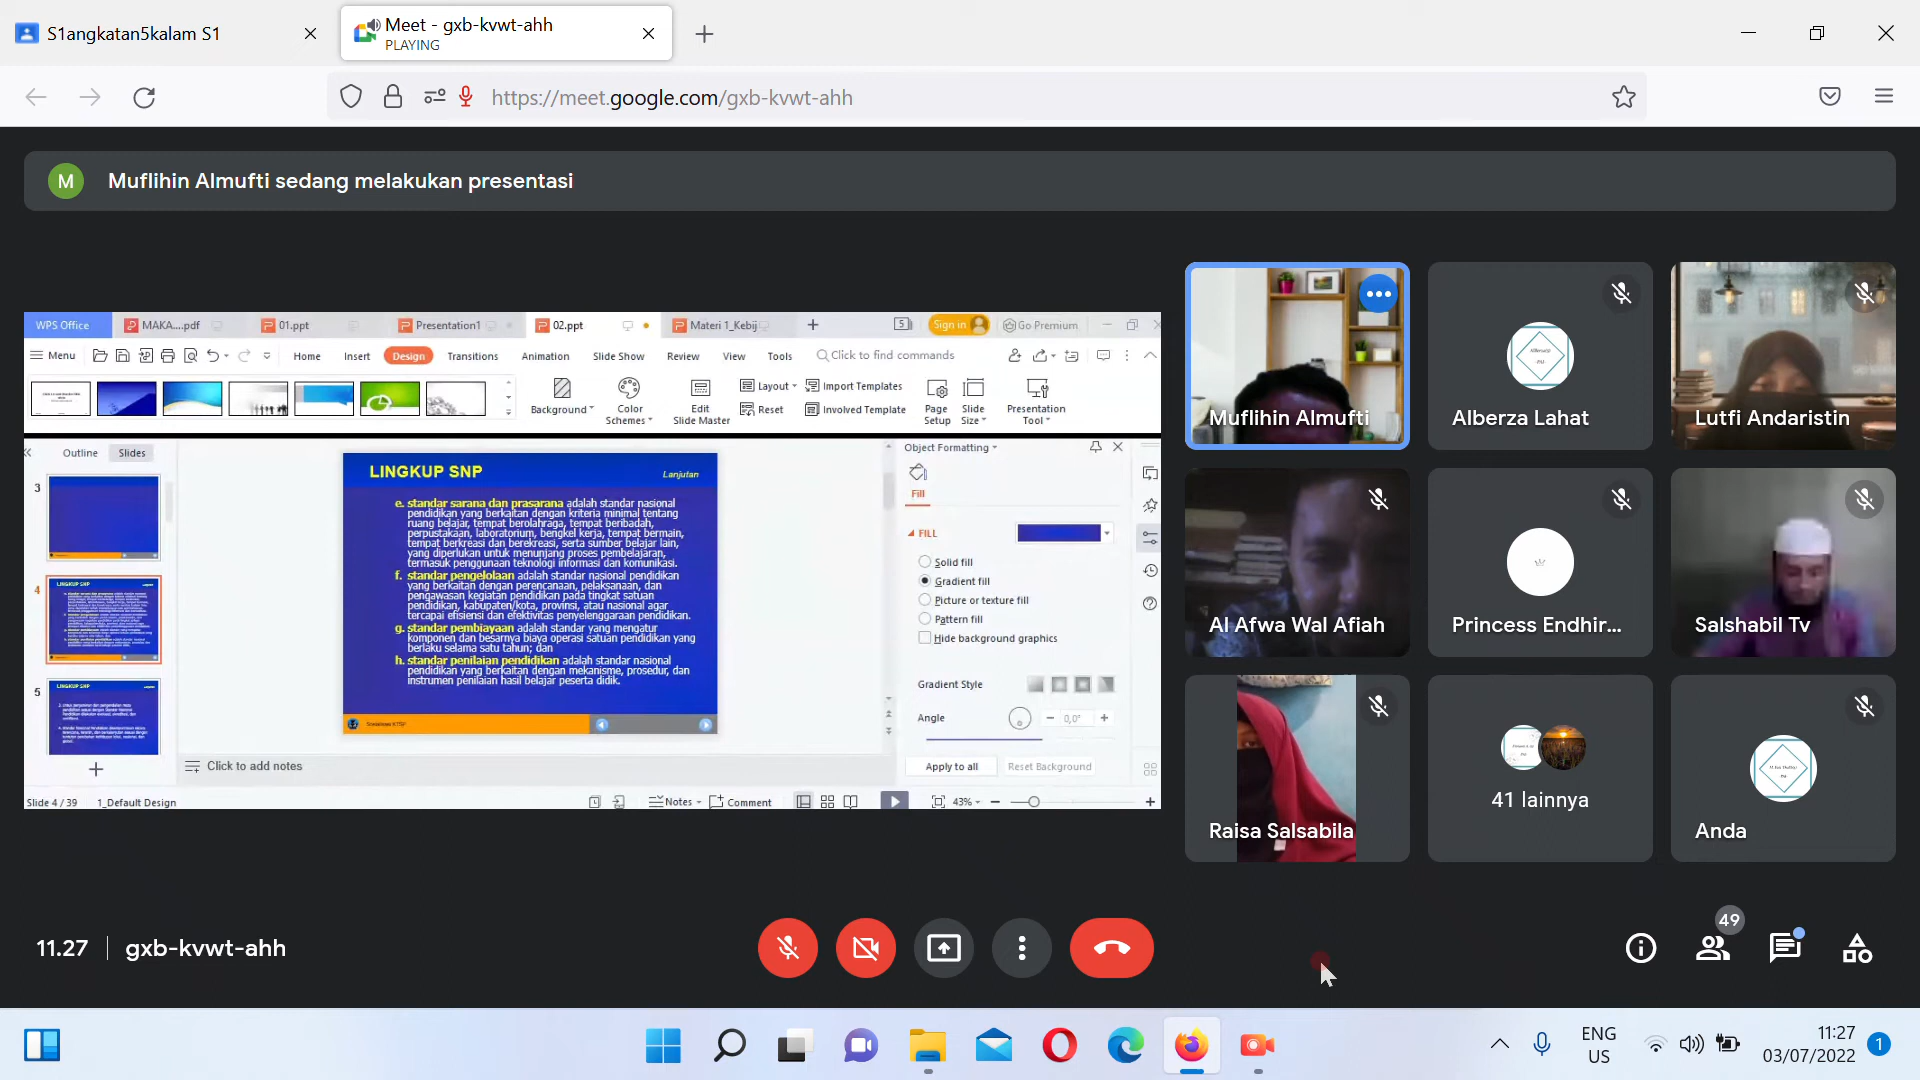 S1angkatan5kalam S1
Meet - gxb-kvwt-ahh
PLAYING
https://meet.google.com/gxb-kvwt-ahh
M
Muflihin Almufti sedang melakukan presentasi
WPS Office
MAKA....pdf
01.ppt
Presentation1
02.ppt
Materi 1_Kebij
5
Sign in
Go Premium
Menu
Home
Insert
Design
Transitions
Animation
Slide Show
Review
View
Tools
Click to find commands
Background
Color Schemes
Edit Slide Master
Layout
Reset
Import Templates
Involved Template
Page Setup
Slide Size
Presentation Tool
Outline
Slides
3
4
LINGKUP SNP
5
LINGKUP SNP
LINGKUP SNP
Lanjutan
e. standar sarana dan prasarana adalah standar nasional
pendidikan yang berkaitan dengan kriteria minimal tentang
ruang belajar, tempat berolahraga, tempat beribadah,
perpustakaan, laboratorium, bengkel kerja, tempat bermain,
tempat berkreasi dan berekreasi, serta sumber belajar lain,
yang diperlukan untuk menunjang proses pembelajaran,
termasuk penggunaan teknologi informasi dan komunikasi.
f. standar pengelolaan adalah standar nasional pendidikan
yang berkaitan dengan perencanaan, pelaksanaan, dan
pengawasan kegiatan pendidikan pada tingkat satuan
pendidikan, kabupaten/kota, provinsi, atau nasional agar
tercapai efisiensi dan efektivitas penyelenggaraan pendidikan.
g. standar pembiayaan adalah standar yang mengatur
komponen dan besarnya biaya operasi satuan pendidikan yang
berlaku selama satu tahun; dan
h. standar penilaian pendidikan adalah standar nasional
pendidikan yang berkaitan dengan mekanisme, prosedur, dan
instrumen penilaian hasil belajar peserta didik.
Sosialisasi KTSP
Click to add notes
Object Formatting
Fill
FILL
Solid fill
Gradient fill
Picture or texture fill
Pattern fill
Hide background graphics
Gradient Style
Angle
0,0°
Apply to all
Reset Background
Slide 4 / 39
1_Default Design
Notes
Comment
43%
Muflihin Almufti
Alberza Lahat
Lutfi Andaristin
Al Afwa Wal Afiah
Princess Endhir...
Salshabil Tv
Raisa Salsabila
41 lainnya
Anda
11.27
gxb-kvwt-ahh
49
ENG
US
11:27
03/07/2022
1